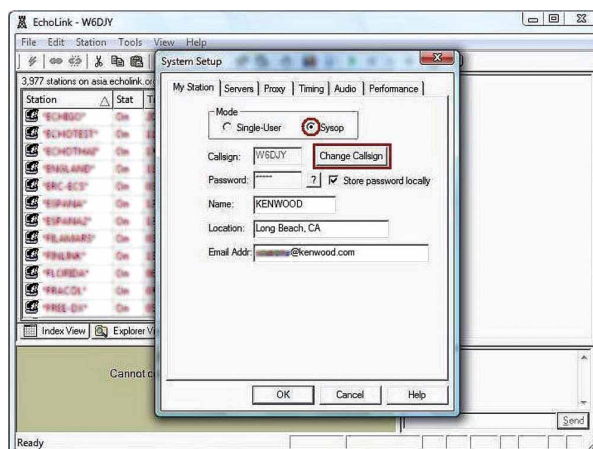 EchoLink - W6DJY
File Edit Station Tools View Help
3,977 stations on asia.echolink.or
Station Stat Ti
*ECHIGO* On
*ECHOTEST* On
*ECHOTHAI* On
*ENGLAND* On
*ERC-ECS* On
*ESPANA* On
*ESPANA2* On
*FILAMARS* On
*FINLINK* On
*FLORIDA* On
*FRACOL* On
*FREE-DX* On
Index View Explorer Vi
Cannot c
Ready
Send
System Setup
My Station Servers Proxy Timing Audio Performance
Mode
Single-User Sysop
Callsign: W6DJY Change Callsign
Password: ***** ? Store password locally
Name: KENWOOD
Location: Long Beach, CA
Email Addr: @kenwood.com
OK Cancel Help